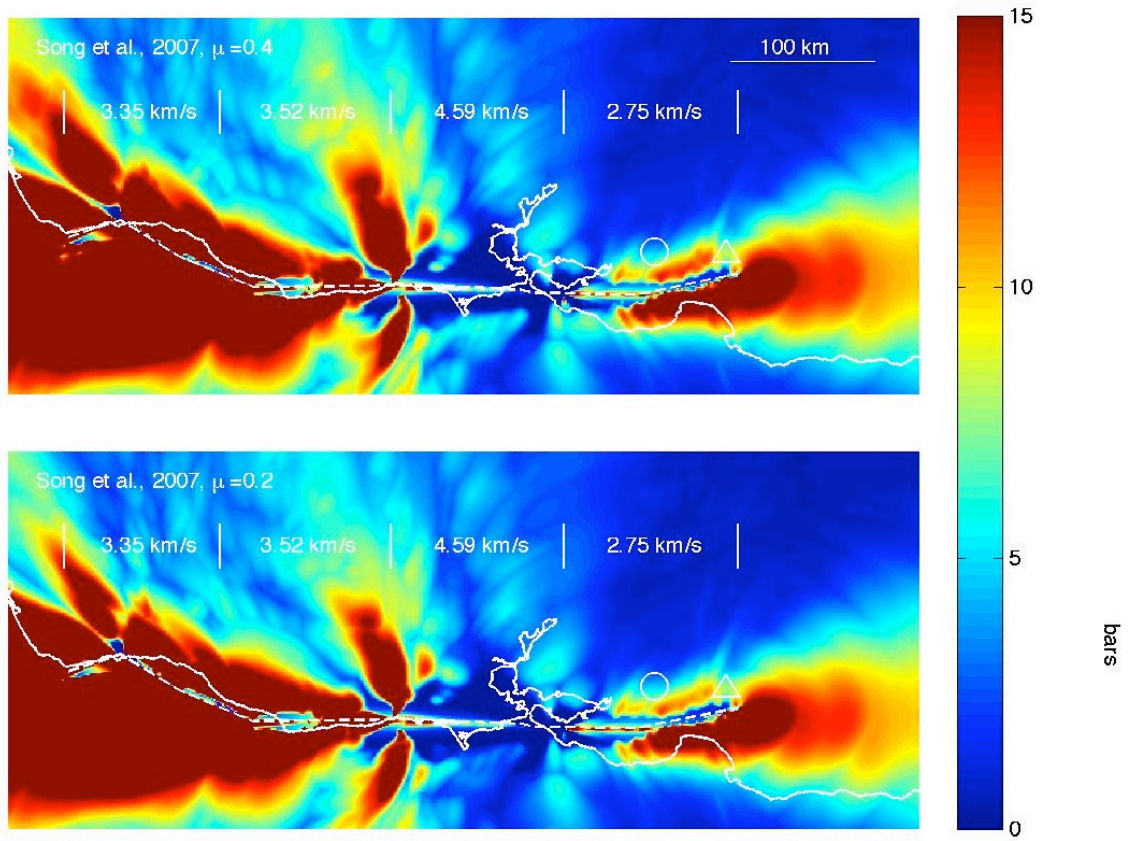 Song et al., 2007, μ =0.4
100 km
3.35 km/s 3.52 km/s 4.59 km/s 2.75 km/s
Song et al., 2007, μ =0.2
3.35 km/s 3.52 km/s 4.59 km/s 2.75 km/s
15
10
5
0
bars